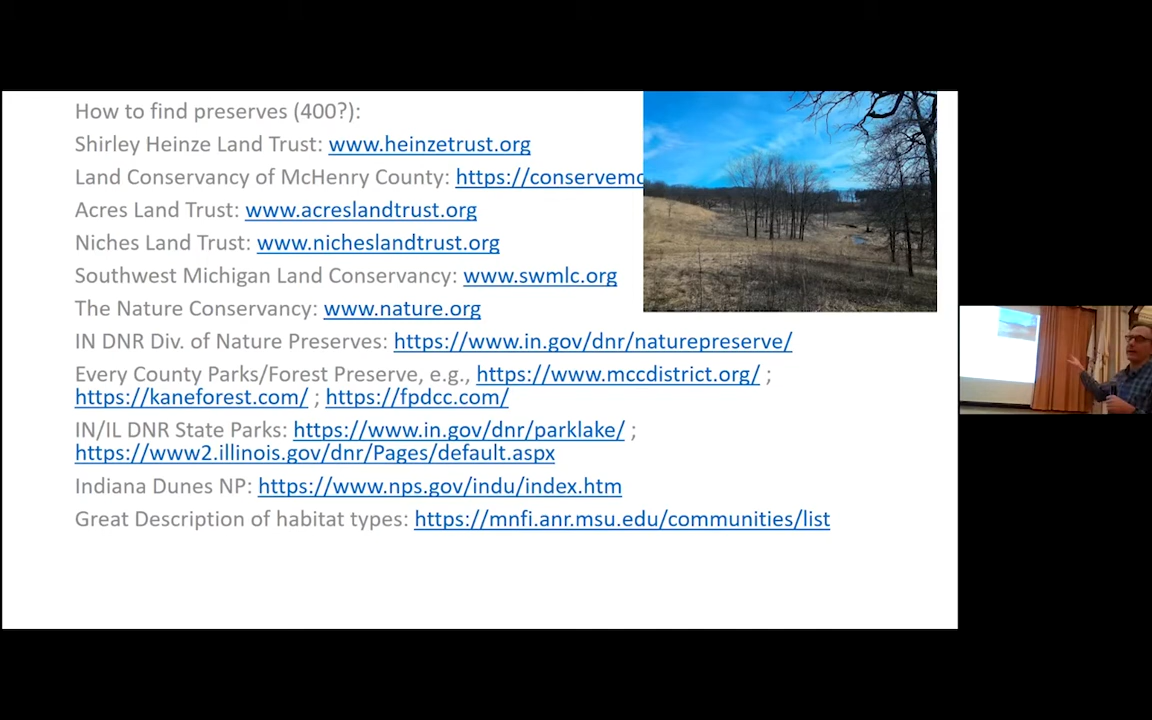 How to find preserves (400?):
Shirley Heinze Land Trust: www.heinzetrust.org
Land Conservancy of McHenry County: https://conservemc
Acres Land Trust: www.acreslandtrust.org
Niches Land Trust: www.nicheslandtrust.org
Southwest Michigan Land Conservancy: www.swmlc.org
The Nature Conservancy: www.nature.org
IN DNR Div. of Nature Preserves: https://www.in.gov/dnr/naturepreserve/
Every County Parks/Forest Preserve, e.g., https://www.mccdistrict.org/ ;
https://kaneforest.com/ ; https://fpdcc.com/
IN/IL DNR State Parks: https://www.in.gov/dnr/parklake/ ;
https://www2.illinois.gov/dnr/Pages/default.aspx
Indiana Dunes NP: https://www.nps.gov/indu/index.htm
Great Description of habitat types: https://mnfi.anr.msu.edu/communities/list